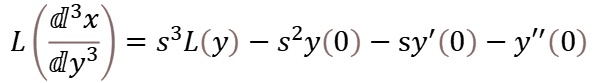 L(ⅆ³x/ⅆy³) = s³L(y) − s²y(0) − sy′(0) − y′′(0)